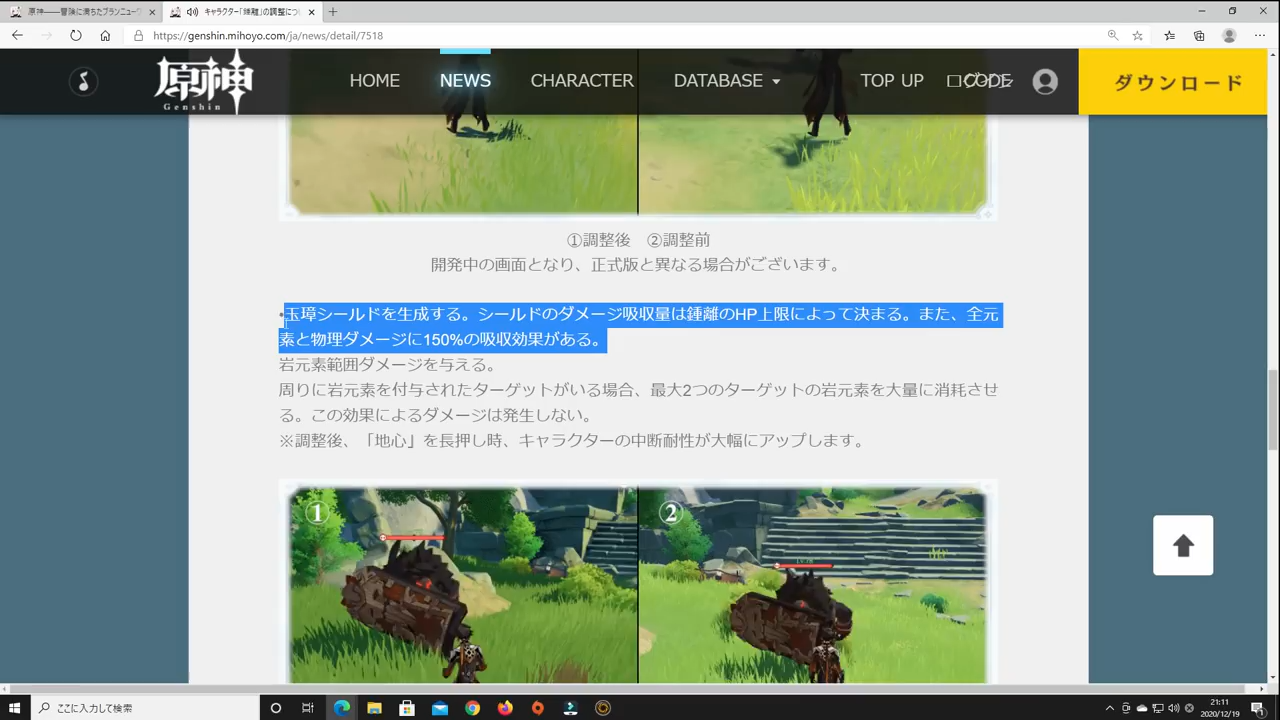 原神——冒険に満ちたブランニューワ
キャラクター「鍾離」の調整につい
https://genshin.mihoyo.com/ja/news/detail/7518
原神
Genshin
HOME NEWS CHARACTER DATABASE TOP UP CODE ダウンロード
①調整後 ②調整前
開発中の画面となり、正式版と異なる場合がございます。
•玉璋シールドを生成する。シールドのダメージ吸収量は鍾離のHP上限によって決まる。また、全元
素と物理ダメージに150%の吸収効果がある。
岩元素範囲ダメージを与える。
周りに岩元素を付与されたターゲットがいる場合、最大2つのターゲットの岩元素を大量に消耗させ
る。この効果によるダメージは発生しない。
※調整後、「地心」を長押し時、キャラクターの中断耐性が大幅にアップします。
① ②
ここに入力して検索
21:11
2020/12/19